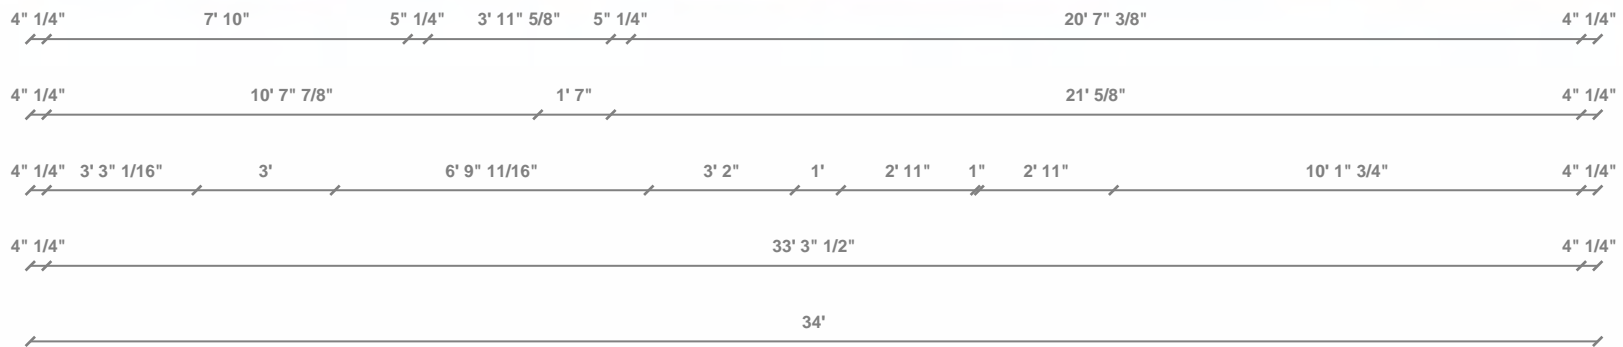 4" 1/4" 7' 10" 5" 1/4" 3' 11" 5/8" 5" 1/4" 20' 7" 3/8" 4" 1/4"
4" 1/4" 10' 7" 7/8" 1' 7" 21' 5/8" 4" 1/4"
4" 1/4" 3' 3" 1/16" 3' 6' 9" 11/16" 3' 2" 1' 2' 11" 1" 2' 11" 10' 1" 3/4" 4" 1/4"
4" 1/4" 33' 3" 1/2" 4" 1/4"
34'